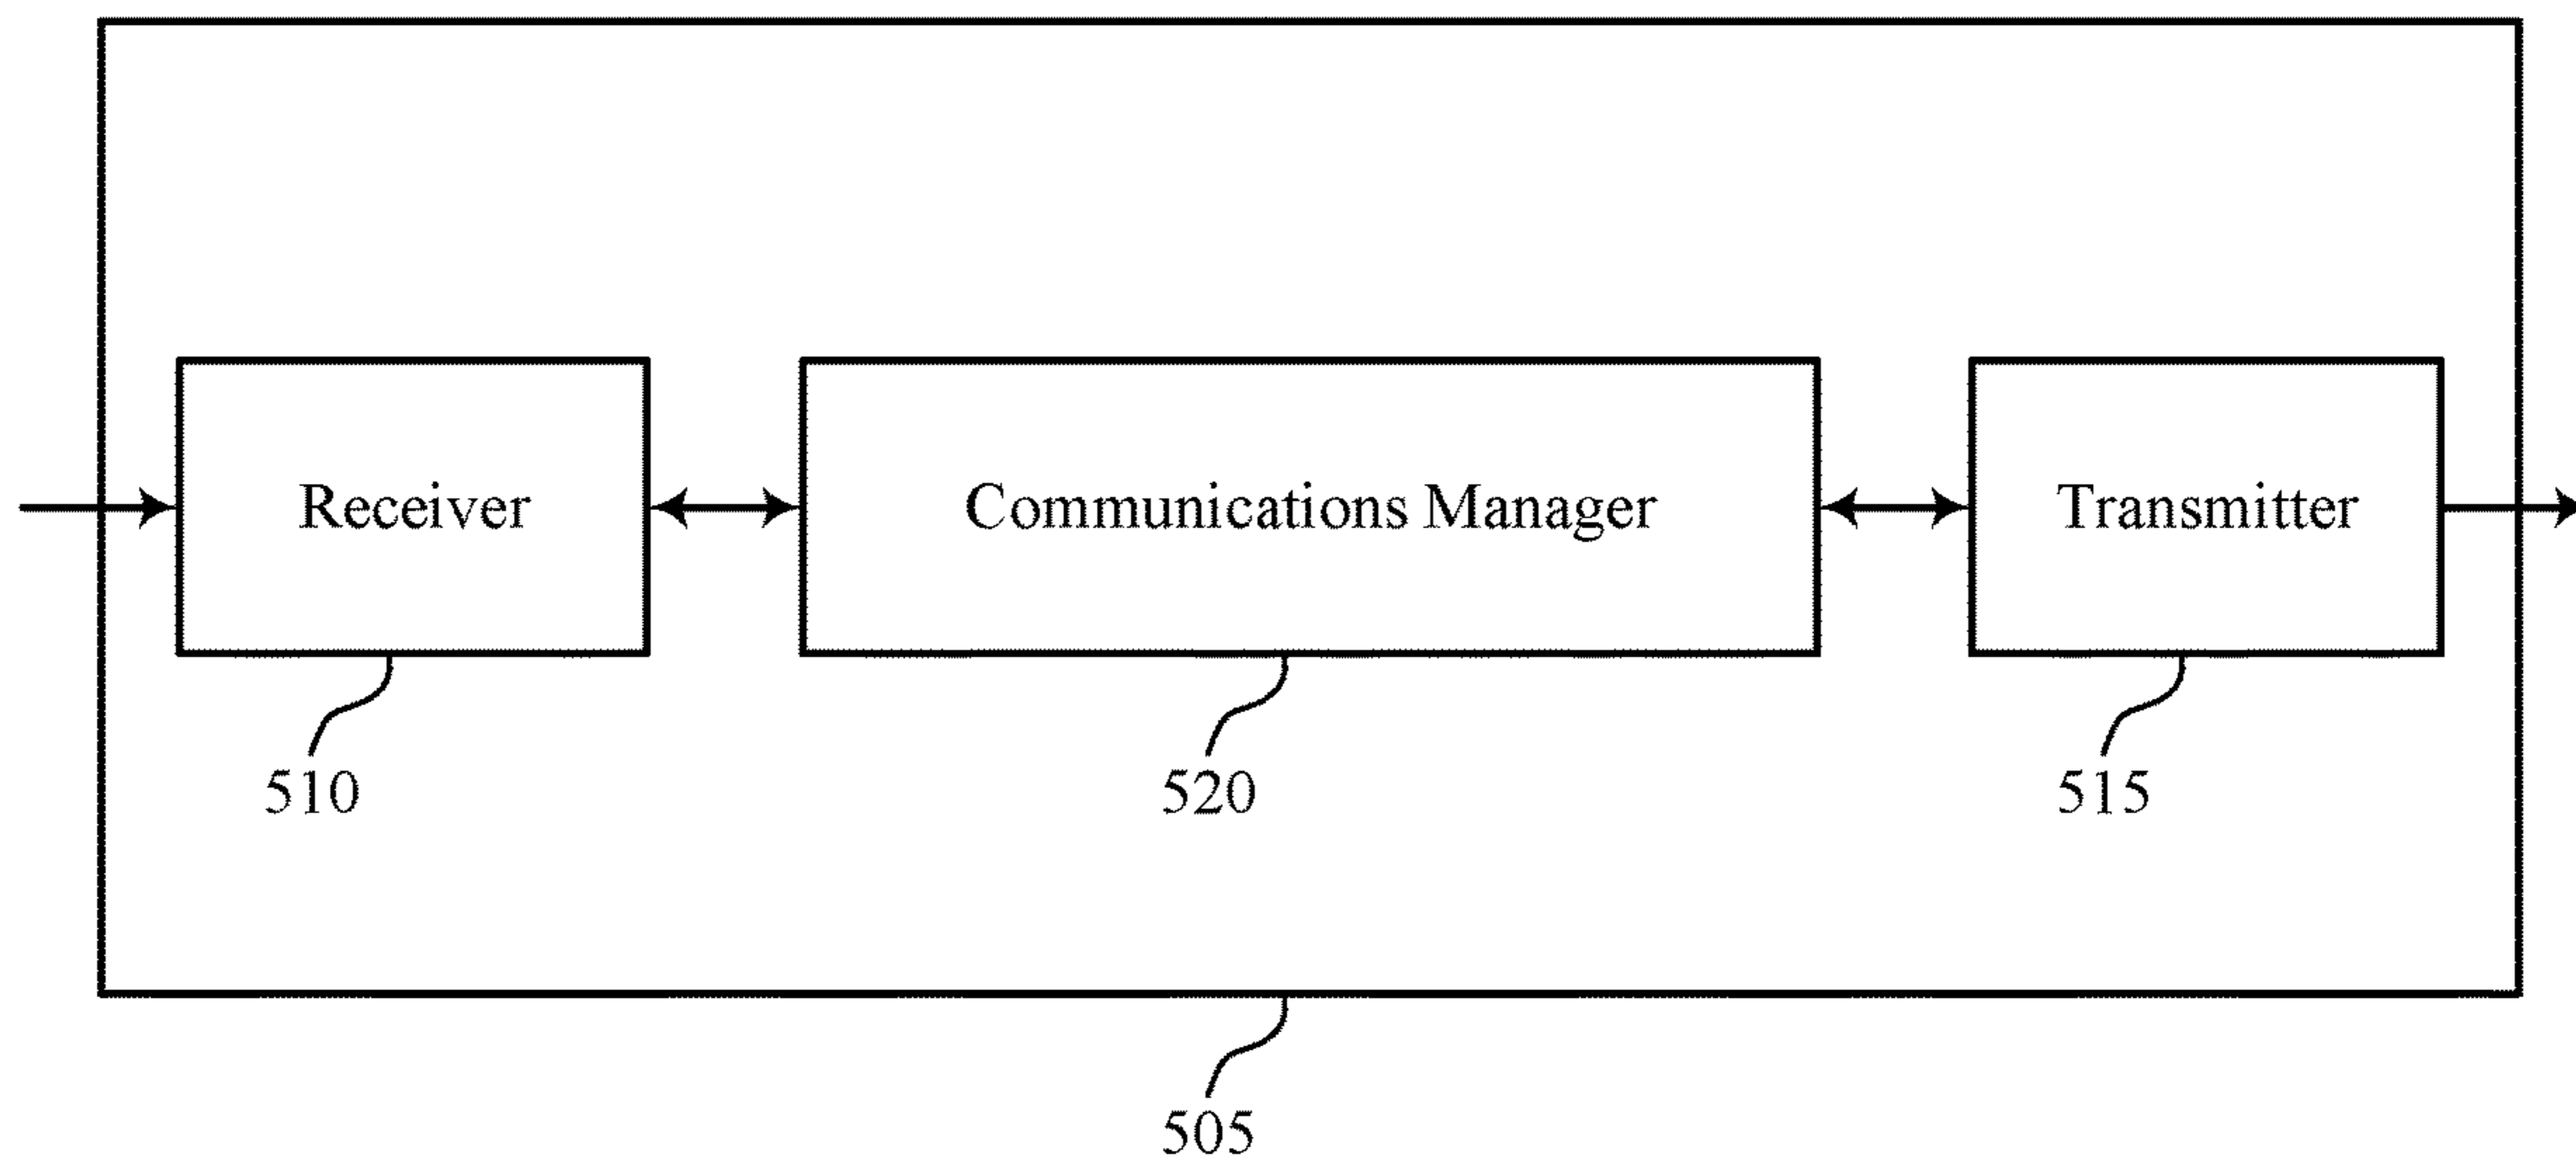 Receiver
Communications Manager
Transmitter
510
520
515
505